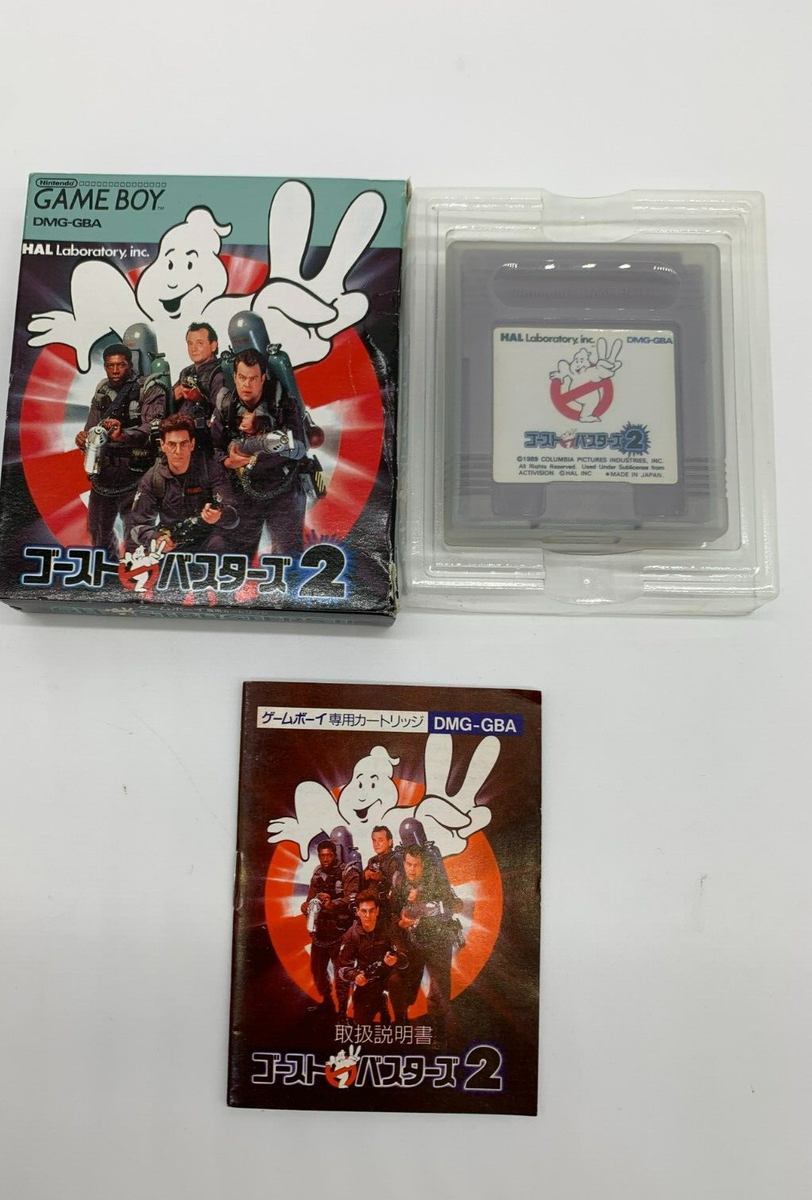 Nintendo
GAME BOY™
DMG-GBA
HAL Laboratory, inc.
ゴーストバスターズ2
HAL Laboratory, inc. DMG-GBA
ゴーストバスターズ2
©1989 COLUMBIA PICTURES INDUSTRIES, INC.
All Rights Reserved. Used Under Sublicense from
ACTIVISION ©HAL INC ★MADE IN JAPAN.
ゲームボーイ専用カートリッジ DMG-GBA
取扱説明書
ゴーストバスターズ2